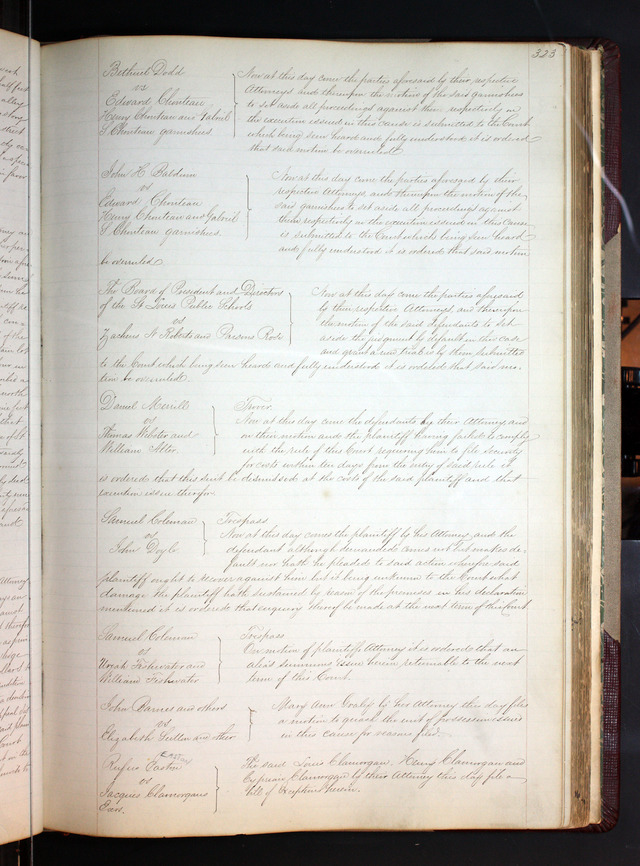 323
Bethuel Dodd
vs
Edward Chouteau,
Henry Chouteau and Gabriel
S Chouteau garnishees.
Now at this day come the parties aforesaid by their respective
Attorneys and thereupon the motion of the said garnishees
to set aside all proceedings against them respectively on
the execution issued in this cause is submitted to the Court
which being seen heard and fully understood it is ordered
that said motion be overruled.
John H Baldwin
vs
Edward Chouteau
Henry Chouteau and Gabriel
S Chouteau garnishees.
Now at this day come the parties aforesaid by their
respective Attorneys and thereupon the motion of the
said garnishees to set aside all proceedings against
them respectively on the execution issued in this cause
is submitted to the Court which being seen heard
and fully understood it is ordered that said motion
be overruled
The Board of President and Directors
of the St Louis Public Schools
vs
Zacheus N Roberts and Parsons Rode
Now at this day come the parties aforesaid
by their respective Attorneys, and thereupon
the motion of the said defendants to set
aside the judgment by default in this case
and grant a new trial is by them submitted
to the Court, which being seen heard and fully understood it is ordered that said mo-
tion be overruled.
Daniel Merrill
vs
Thomas Webster and
William Alter
Trover
Now at this day come the defendants by their Attorney, and
on their motion and the plaintiff having failed to comply
with the rule of this Court requiring him to file security
for costs within ten days from the entry of said rule it
is ordered that this suit be dismissed at the costs of the said plaintiff and that
execution issue therefor.
Samuel Coleman
vs
John Doyle
Trespass
Now at this day comes the plaintiff by his Attorney, and the
defendant although demanded comes not but makes de-
fault nor hath he pleaded to said action wherefore said
plaintiff ought to recover against him but it being unknown to the Court what
damage the plaintiff hath sustained by reason of the premises in his declaration
mentioned it is ordered that enquiry thereof be made at the next term of this Court
Samuel Coleman
vs
Noyah Fishwater and
William Fishwater
Trespass
On motion of plaintiffs Attorney it is ordered that an
alias summons issue herein returnable to the next
term of this Court.
John Barnes and others
vs
Elizabeth and other
Mary Ann by her Attorney this day files
a motion to quash the writ of possession issued
in this cause for reasons filed.
Rufus Easton
vs
Jacques Clamorgans
Exors.
The said Louis Clamorgan, Henry Clamorgan and
Cyprian Clamorgan by their Attorney this day file a
bill of Exceptions herein.